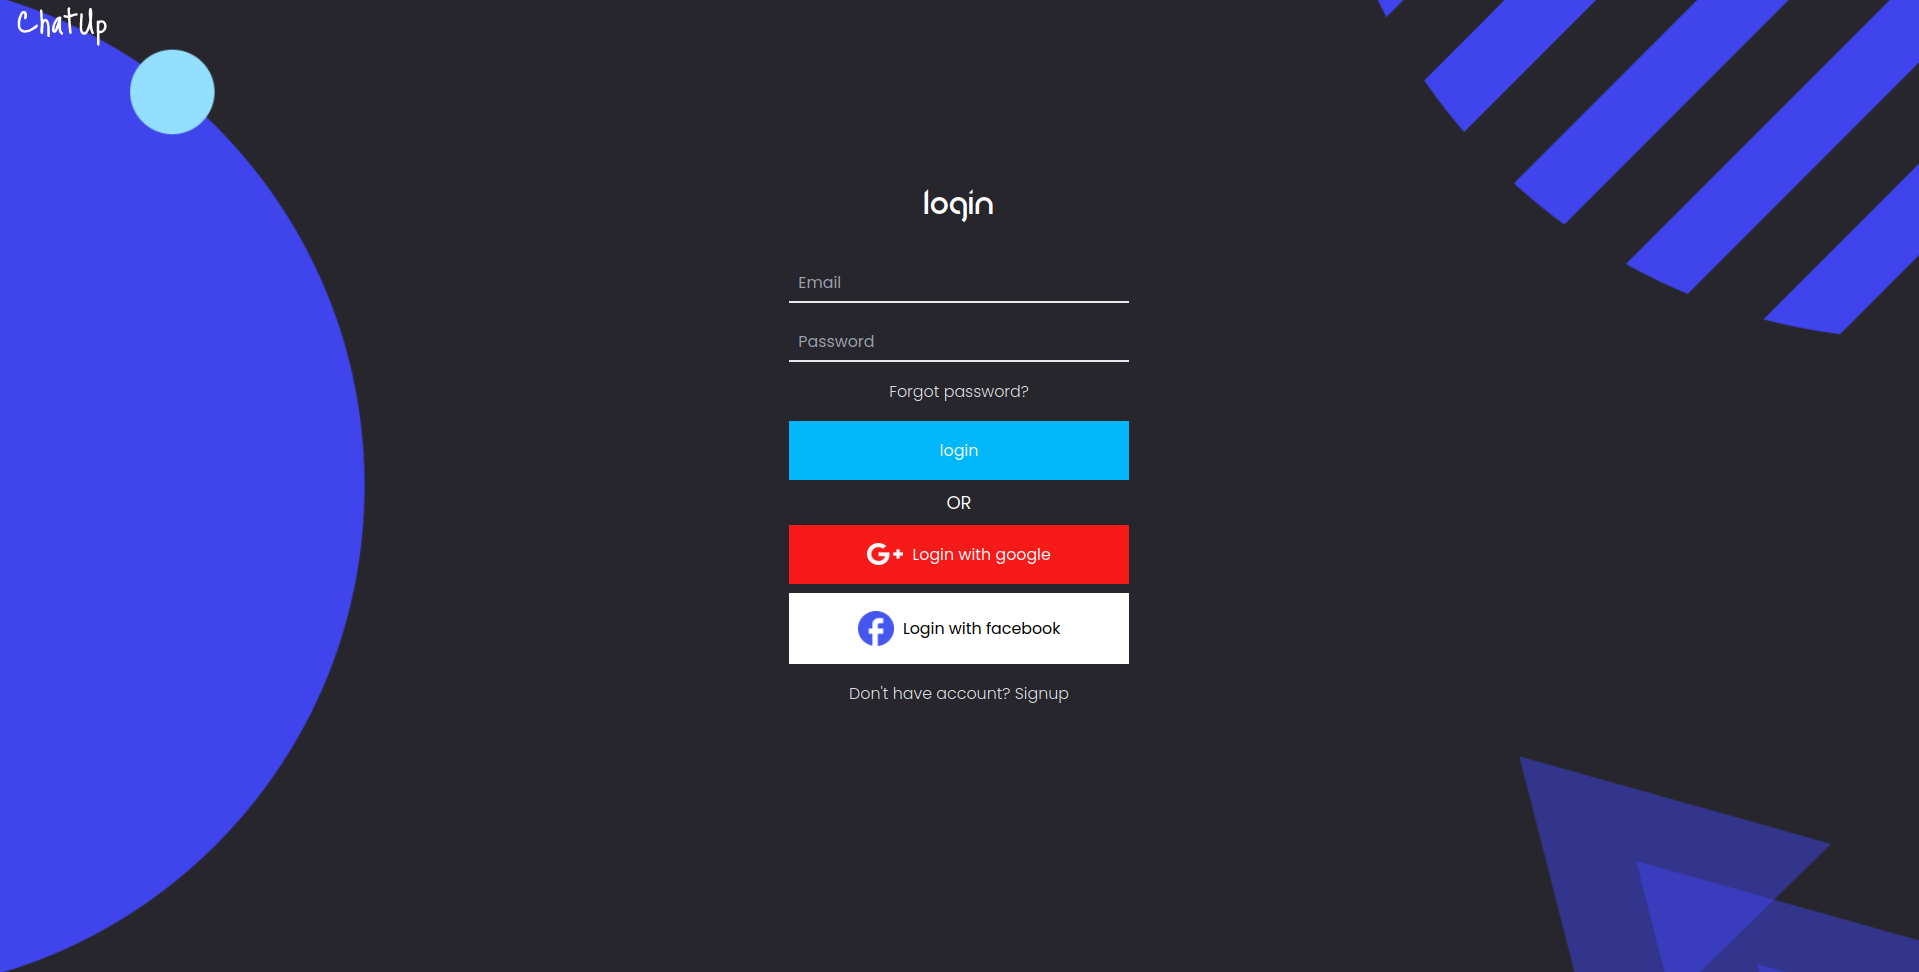 ChatUp
login
Email
Password
Forgot password?
login
OR
G+ Login with google
f Login with facebook
Don't have account? Signup